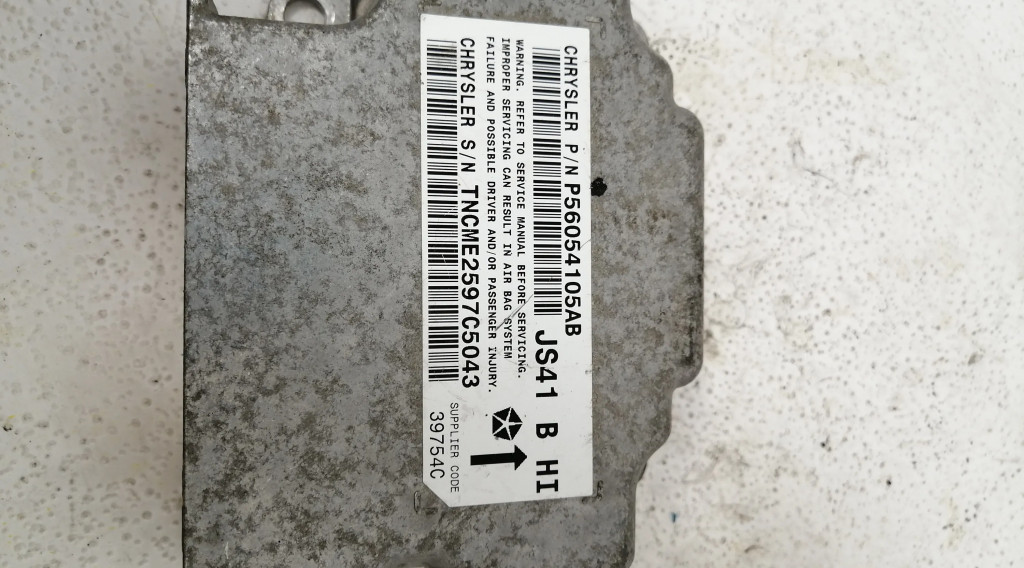 CHRYSLER P/N P56054105AB
JS41 B HI
WARNING. REFER TO SERVICE MANUAL BEFORE SERVICING.
IMPROPER SERVICING CAN RESULT IN AIR BAG SYSTEM
FAILURE AND POSSIBLE DRIVER AND/OR PASSENGER INJURY.
CHRYSLER S/N TNCME2597C5043
SUPPLIER CODE
39754C